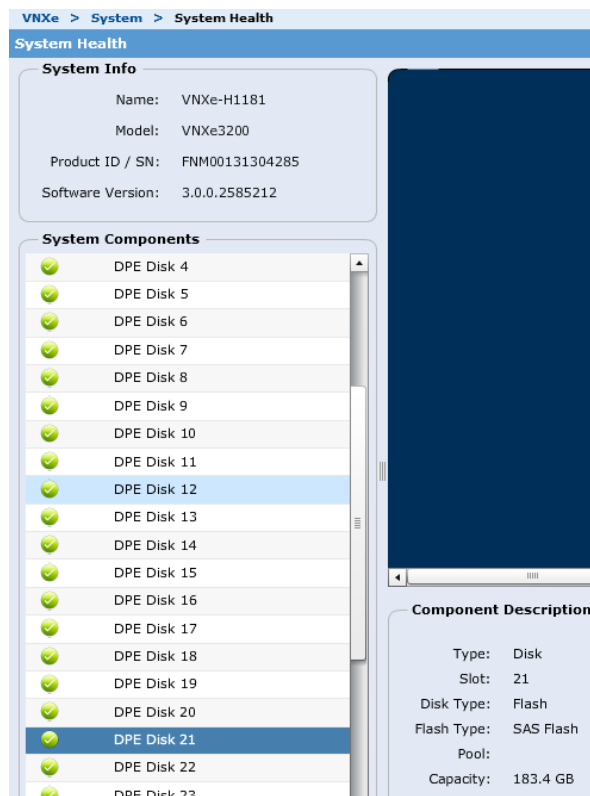 VNXe > System > System Health
System Health
System Info
Name: VNXe-H1181
Model: VNXe3200
Product ID / SN: FNM00131304285
Software Version: 3.0.0.2585212
System Components
DPE Disk 4
DPE Disk 5
DPE Disk 6
DPE Disk 7
DPE Disk 8
DPE Disk 9
DPE Disk 10
DPE Disk 11
DPE Disk 12
DPE Disk 13
DPE Disk 14
DPE Disk 15
DPE Disk 16
DPE Disk 17
DPE Disk 18
DPE Disk 19
DPE Disk 20
DPE Disk 21
DPE Disk 22
DPE Disk 23
Component Description
Type: Disk
Slot: 21
Disk Type: Flash
Flash Type: SAS Flash
Pool:
Capacity: 183.4 GB